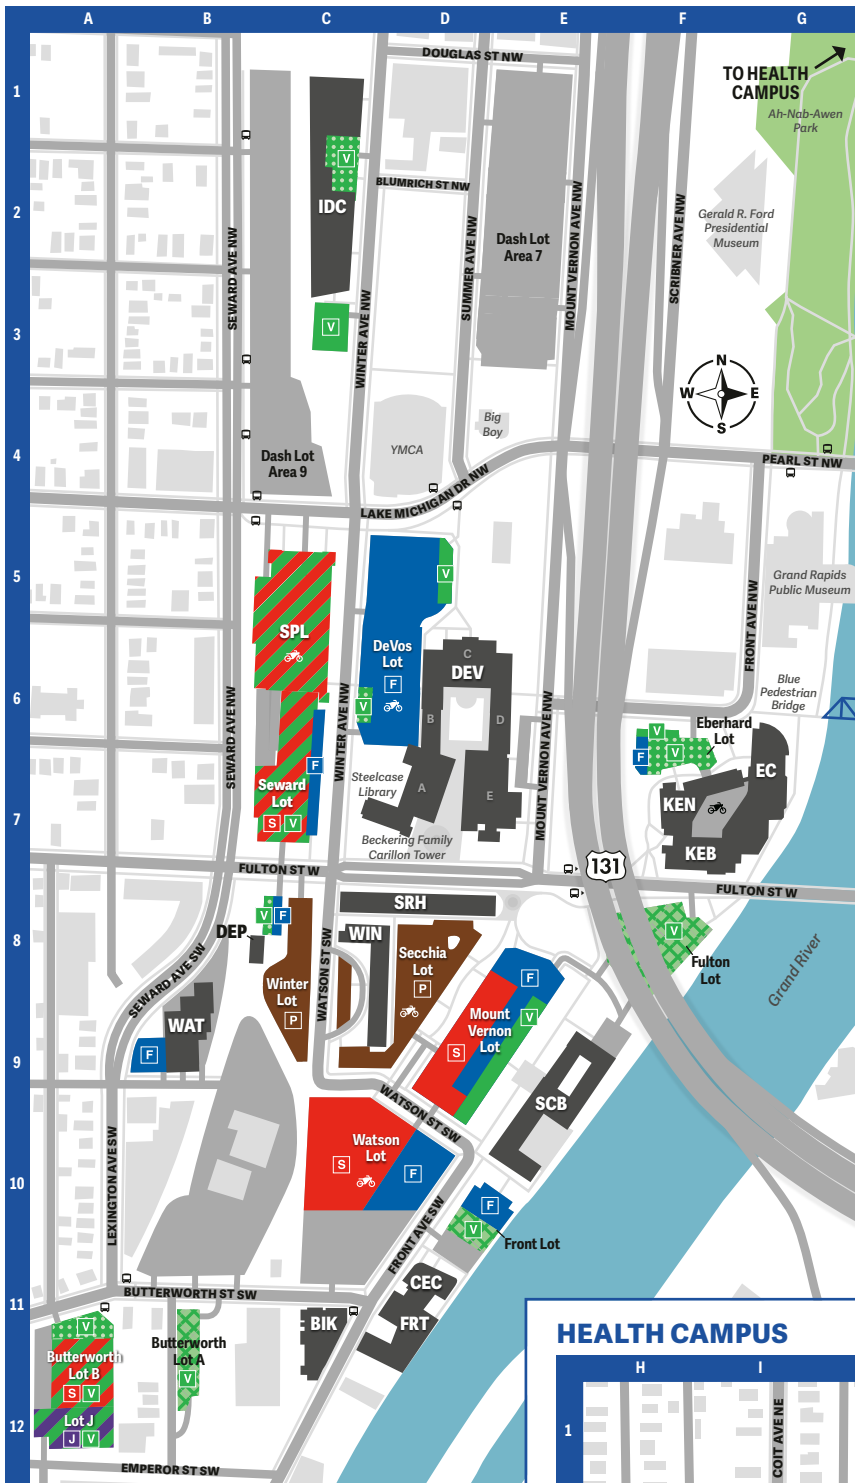 A B C D E F G
1
2
3
4
5
6
7
8
9
10
11
12
DOUGLAS ST NW
TO HEALTH
CAMPUS
Ah-Nab-Awen
Park
V
IDC
BLUMRICH ST NW
SEWARD AVE NW
WINTER AVE NW
SUMMER AVE NW
MOUNT VERNON AVE NW
SCRIBNER AVE NW
Dash Lot
Area 7
Gerald R. Ford
Presidential
Museum
V
N
W E
S
Big
Boy
YMCA
Dash Lot
Area 9
PEARL ST NW
LAKE MICHIGAN DR NW
V
SPL
DeVos
Lot
F
V
C
DEV
B
D
A
E
Grand Rapids
Public Museum
FRONT AVE NW
Blue
Pedestrian
Bridge
SEWARD AVE NW
WINTER AVE NW
MOUNT VERNON AVE NW
F
Seward
Lot
S V
Steelcase
Library
Beckering Family
Carillon Tower
V
F
V
Eberhard
Lot
EC
KEN
KEB
131
FULTON ST W
FULTON ST W
V F
DEP
SRH
WIN
Secchia
Lot
P
Winter
Lot
P
WATSON ST SW
SEWARD AVE SW
WAT
F
F
V
Mount
Vernon
Lot
S
V
Fulton
Lot
Grand River
SCB
WATSON ST SW
Watson
Lot
S
F
LEXINGTON AVE SW
FRONT AVE SW
F
V
Front Lot
CEC
FRT
BUTTERWORTH ST SW
BIK
V
Butterworth
Lot B
S V
Lot J
J V
Butterworth
Lot A
V
EMPEROR ST SW
HEALTH CAMPUS
H I
1
COIT AVE NE